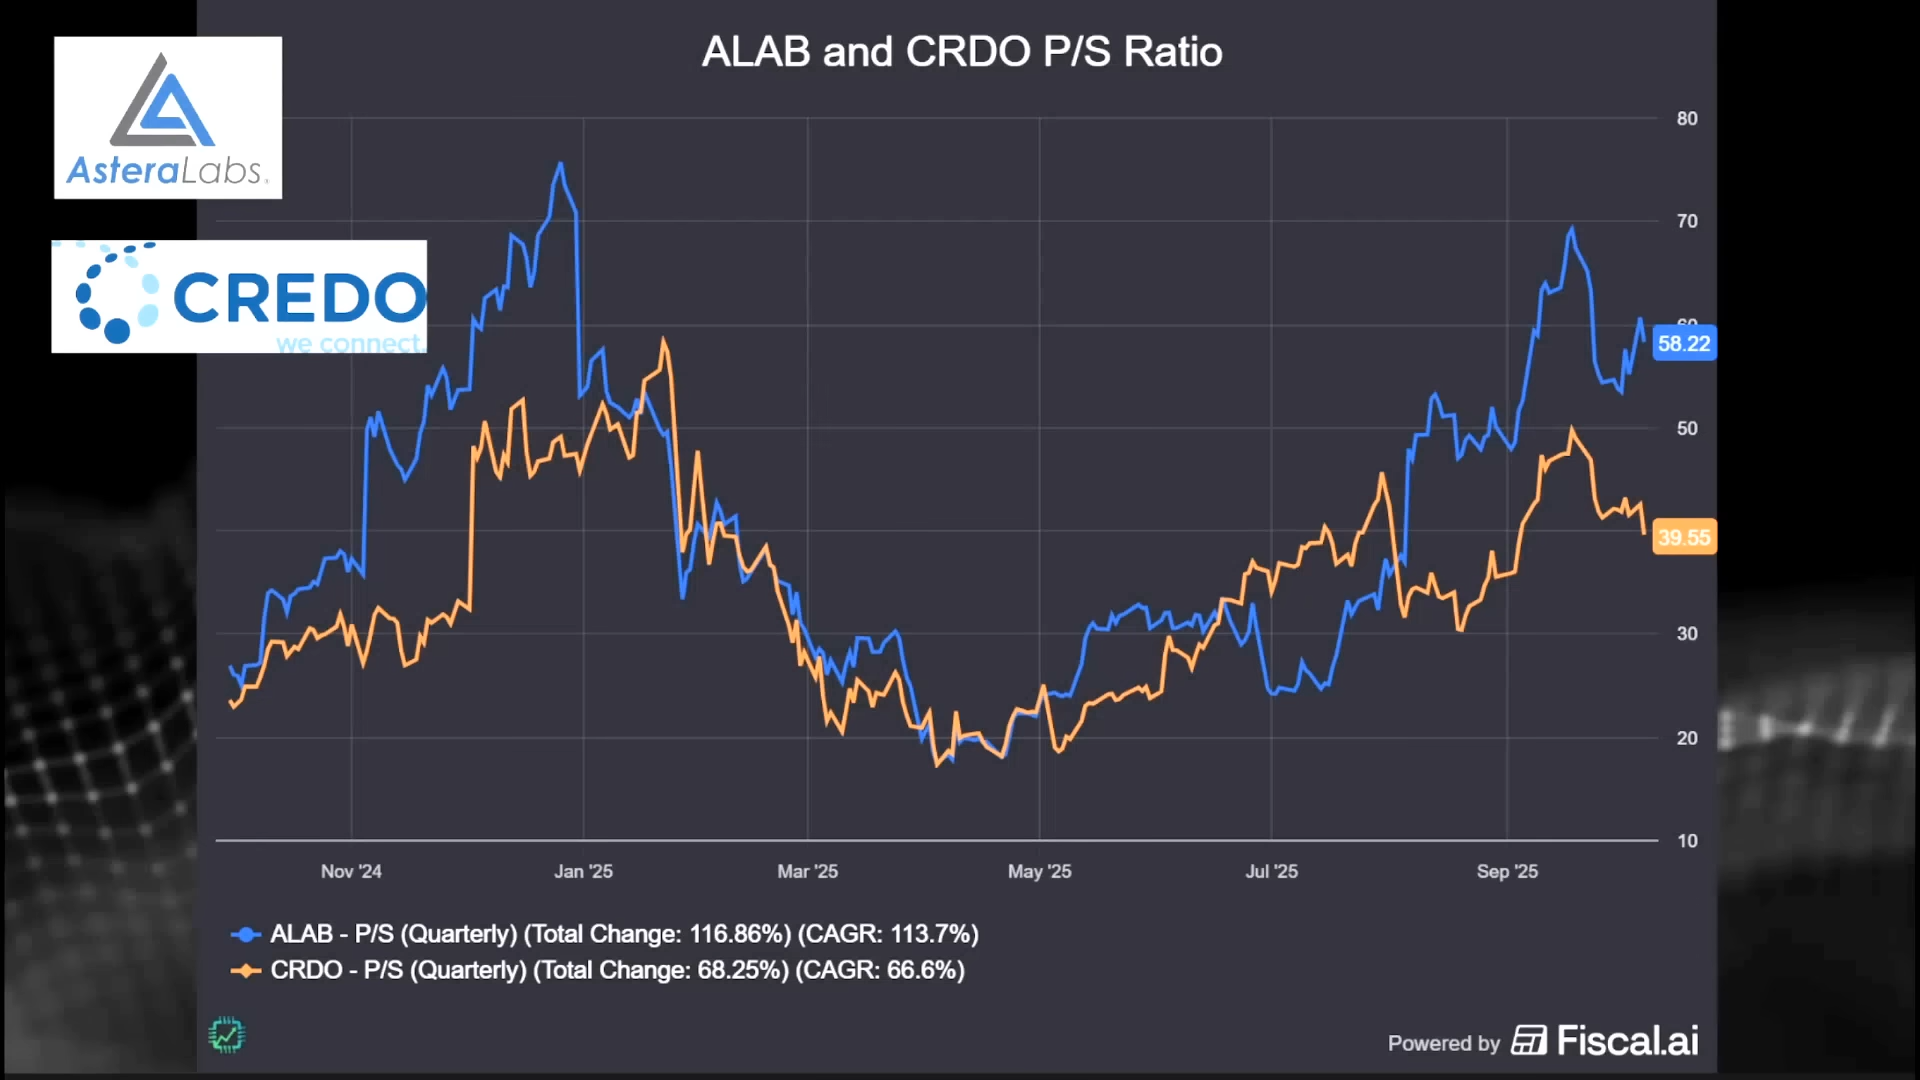 ALAB and CRDO P/S Ratio
AsteraLabs
CREDO
we connect.
80
70
60
58.22
50
39.55
30
20
10
Nov '24
Jan '25
Mar '25
May '25
Jul '25
Sep '25
ALAB - P/S (Quarterly) (Total Change: 116.86%) (CAGR: 113.7%)
CRDO - P/S (Quarterly) (Total Change: 68.25%) (CAGR: 66.6%)
Powered by Fiscal.ai